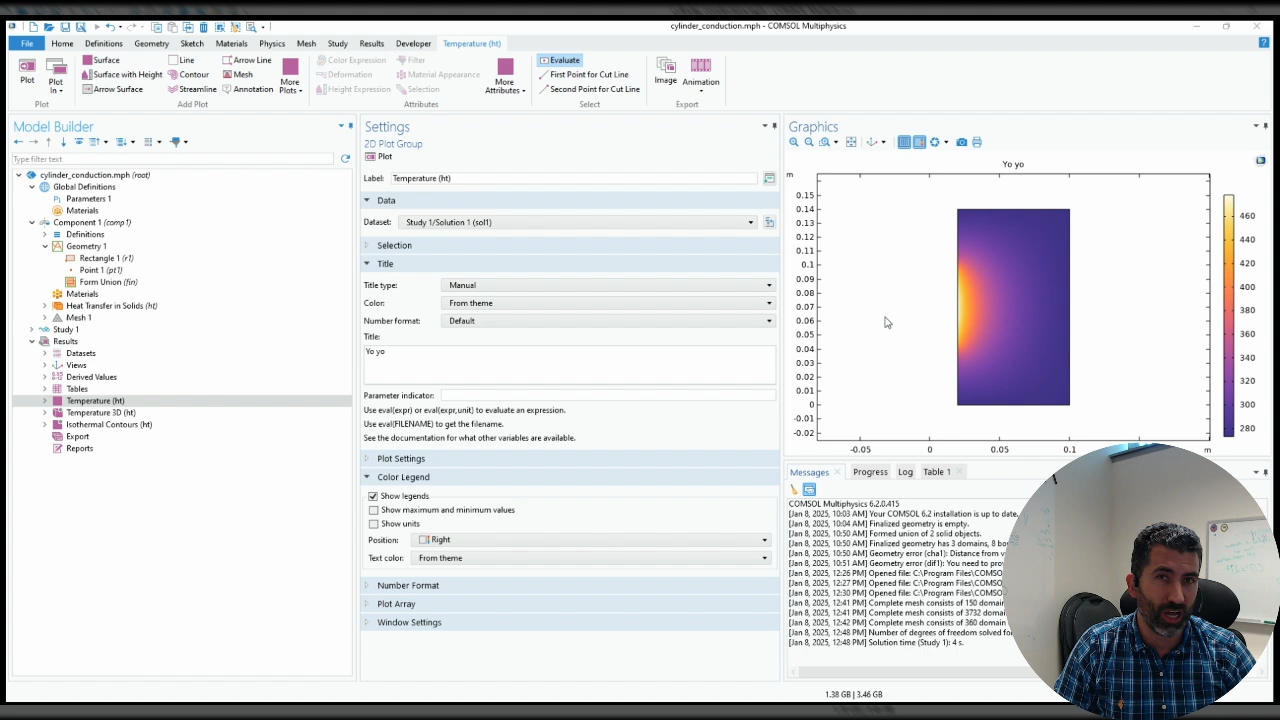 cylinder_conduction.mph - COMSOL Multiphysics
File Home Definitions Geometry Sketch Materials Physics Mesh Study Results Developer Temperature (ht)
Plot
Plot In
Plot
Surface
Surface with Height
Arrow Surface
Line
Contour
Streamline
Arrow Line
Mesh
Annotation
More Plots
Add Plot
Color Expression
Deformation
Height Expression
Filter
Material Appearance
Selection
More Attributes
Attributes
Evaluate
First Point for Cut Line
Second Point for Cut Line
Select
Image
Animation
Export
Model Builder
Type filter text
cylinder_conduction.mph (root)
Global Definitions
Parameters 1
Materials
Component 1 (comp1)
Definitions
Geometry 1
Rectangle 1 (r1)
Point 1 (pt1)
Form Union (fin)
Materials
Heat Transfer in Solids (ht)
Mesh 1
Study 1
Results
Datasets
Views
Derived Values
Tables
Temperature (ht)
Temperature 3D (ht)
Isothermal Contours (ht)
Export
Reports
Settings
2D Plot Group
Plot
Label: Temperature (ht)
Data
Dataset: Study 1/Solution 1 (sol1)
Selection
Title
Title type: Manual
Color: From theme
Number format: Default
Title:
Yo yo
Parameter indicator:
Use eval(expr) or eval(expr,unit) to evaluate an expression.
Use eval(FILENAME) to get the filename.
See the documentation for what other variables are available.
Plot Settings
Color Legend
Show legends
Show maximum and minimum values
Show units
Position: Right
Text color: From theme
Number Format
Plot Array
Window Settings
Graphics
Yo yo
m
0.15
0.14
0.13
0.12
0.11
0.1
0.09
0.08
0.07
0.06
0.05
0.04
0.03
0.02
0.01
0
-0.01
-0.02
-0.05 0 0.05 0.1 m
460
440
420
400
380
360
340
320
300
280
Messages Progress Log Table 1
COMSOL Multiphysics 6.2.0.415
[Jan 8, 2025, 10:03 AM] Your COMSOL 6.2 installation is up to date.
[Jan 8, 2025, 10:04 AM] Finalized geometry is empty.
[Jan 8, 2025, 10:50 AM] Formed union of 2 solid objects.
[Jan 8, 2025, 10:50 AM] Finalized geometry has 3 domains, 8 bo
[Jan 8, 2025, 10:50 AM] Geometry error (cha1): Distance from v
[Jan 8, 2025, 10:51 AM] Geometry error (dif1): You need to prov
[Jan 8, 2025, 12:26 PM] Opened file: C:\Program Files\COMSO
[Jan 8, 2025, 12:27 PM] Opened file: C:\Program Files\COMSO
[Jan 8, 2025, 12:30 PM] Opened file: C:\Program Files\COMSO
[Jan 8, 2025, 12:41 PM] Complete mesh consists of 150 domain
[Jan 8, 2025, 12:41 PM] Complete mesh consists of 3732 domain
[Jan 8, 2025, 12:42 PM] Complete mesh consists of 360 domain
[Jan 8, 2025, 12:48 PM] Number of degrees of freedom solved for
[Jan 8, 2025, 12:48 PM] Solution time (Study 1): 4 s.
1.38 GB | 3.46 GB